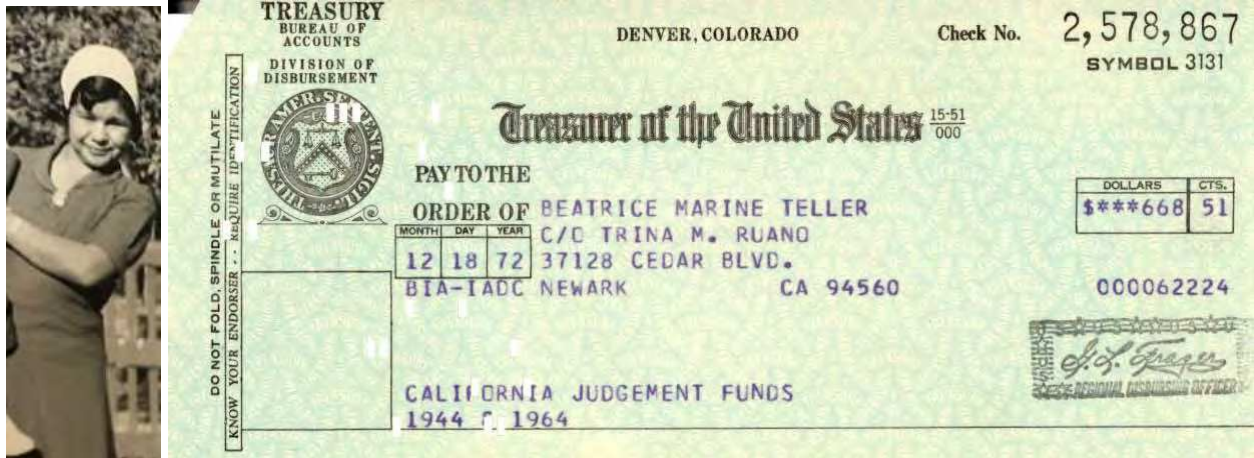 TREASURY
BUREAU OF
ACCOUNTS
DIVISION OF
DISBURSEMENT
DENVER, COLORADO
Check No. 2,578,867
SYMBOL 3131
Treasurer of the United States 15-51
000
DO NOT FOLD, SPINDLE OR MUTILATE
KNOW YOUR ENDORSER -- REQUIRE IDENTIFICATION
PAY TO THE
ORDER OF BEATRICE MARINE TELLER
C/O TRINA M. RUANO
37128 CEDAR BLVD.
BIA-IADC NEWARK CA 94560
MONTH DAY YEAR
12 18 72
DOLLARS CTS.
$***668 51
000062224
REGIONAL DISBURSING OFFICER
CALIFORNIA JUDGEMENT FUNDS
1944 1964